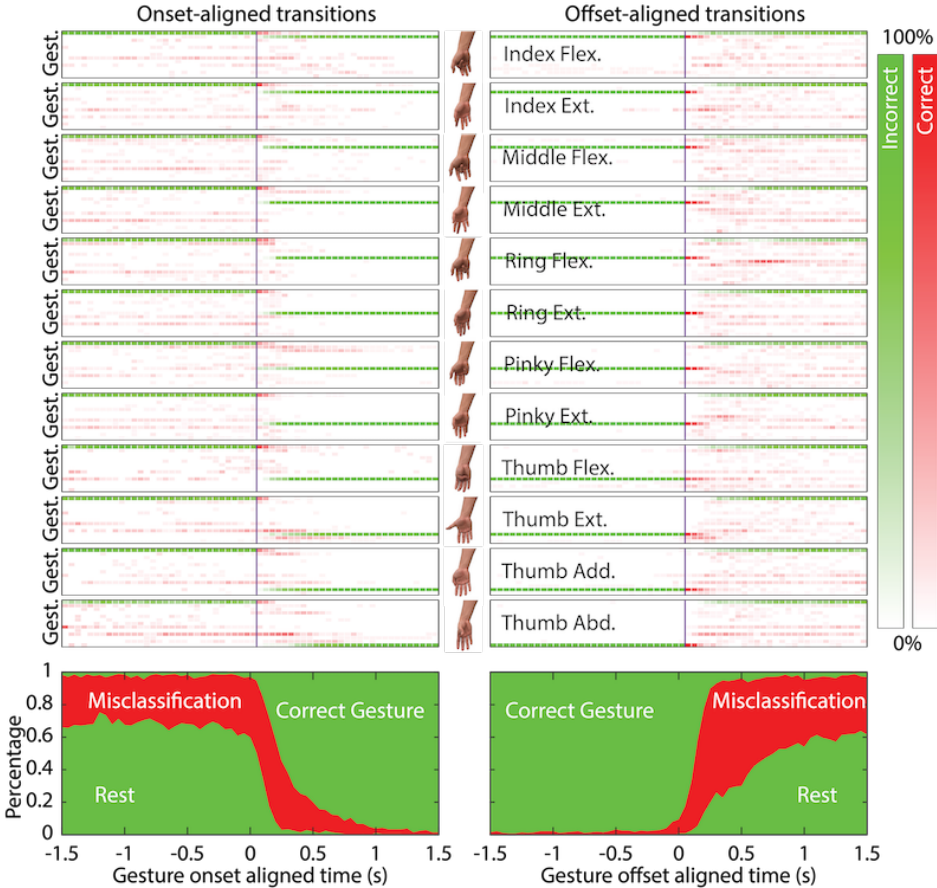 Onset-aligned transitions
Offset-aligned transitions
100%
Gest.
Index Flex.
Gest.
Index Ext.
Gest.
Middle Flex.
Gest.
Middle Ext.
Gest.
Ring Flex.
Gest.
Ring Ext.
Gest.
Pinky Flex.
Gest.
Pinky Ext.
Gest.
Thumb Flex.
Gest.
Thumb Ext.
Gest.
Thumb Add.
Gest.
Thumb Abd.
Incorrect
Correct
0%
Percentage
1
0.8
0.6
0.4
0.2
0
Misclassification
Correct Gesture
Rest
-1.5 -1 -0.5 0 0.5 1 1.5
Gesture onset aligned time (s)
Correct Gesture
Misclassification
Rest
-1.5 -1 -0.5 0 0.5 1 1.5
Gesture offset aligned time (s)